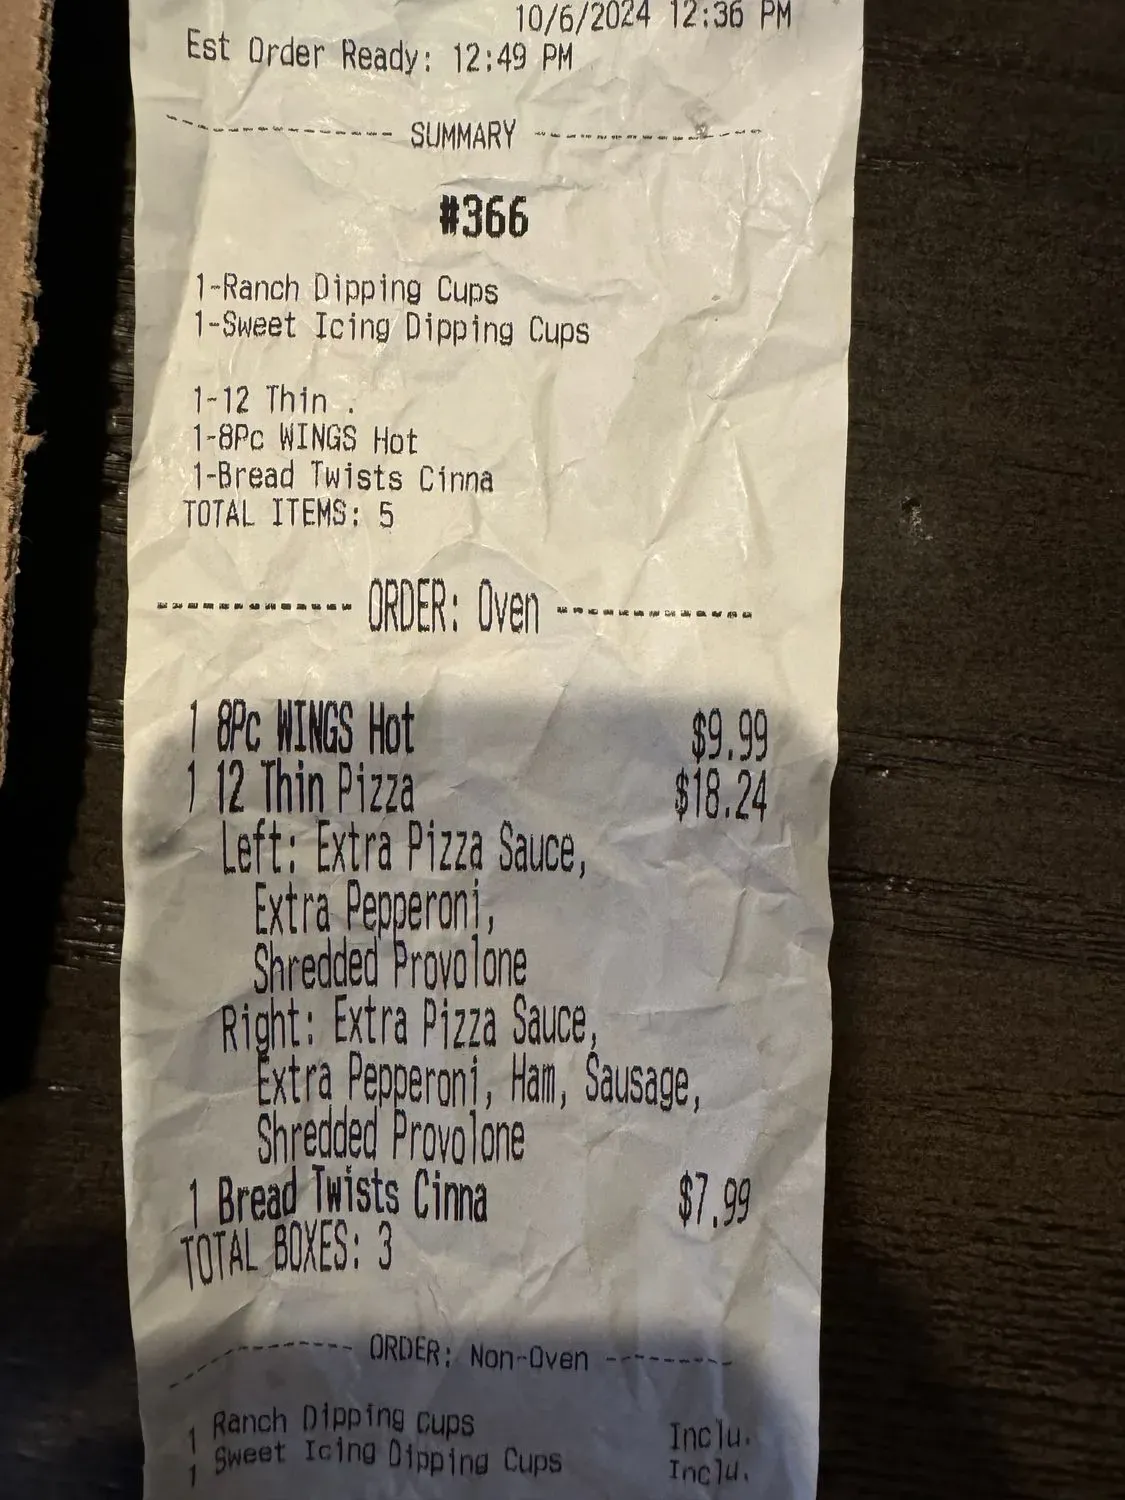 10/6/2024 12:36 PM
Est Order Ready: 12:49 PM
------------- SUMMARY -------------
#366
1-Ranch Dipping Cups
1-Sweet Icing Dipping Cups
1-12 Thin .
1-8Pc WINGS Hot
1-Bread Twists Cinna
TOTAL ITEMS: 5
------------- ORDER: Oven -------------
1 8Pc WINGS Hot $9.99
1 12 Thin Pizza $18.24
Left: Extra Pizza Sauce,
Extra Pepperoni,
Shredded Provolone
Right: Extra Pizza Sauce,
Extra Pepperoni, Ham, Sausage,
Shredded Provolone
1 Bread Twists Cinna $7.99
TOTAL BOXES: 3
------------- ORDER: Non-Oven ----------
1 Ranch Dipping Cups Inclu.
1 Sweet Icing Dipping Cups Inclu.